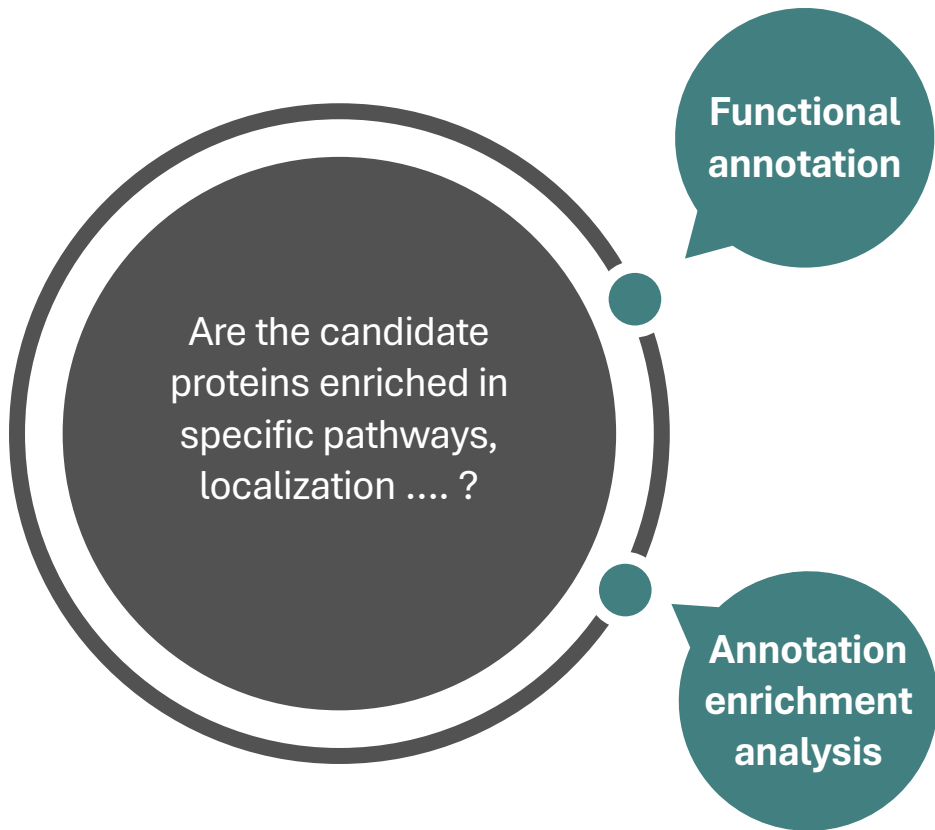 Functional
annotation
Are the candidate
proteins enriched in
specific pathways,
localization .... ?
Annotation
enrichment
analysis